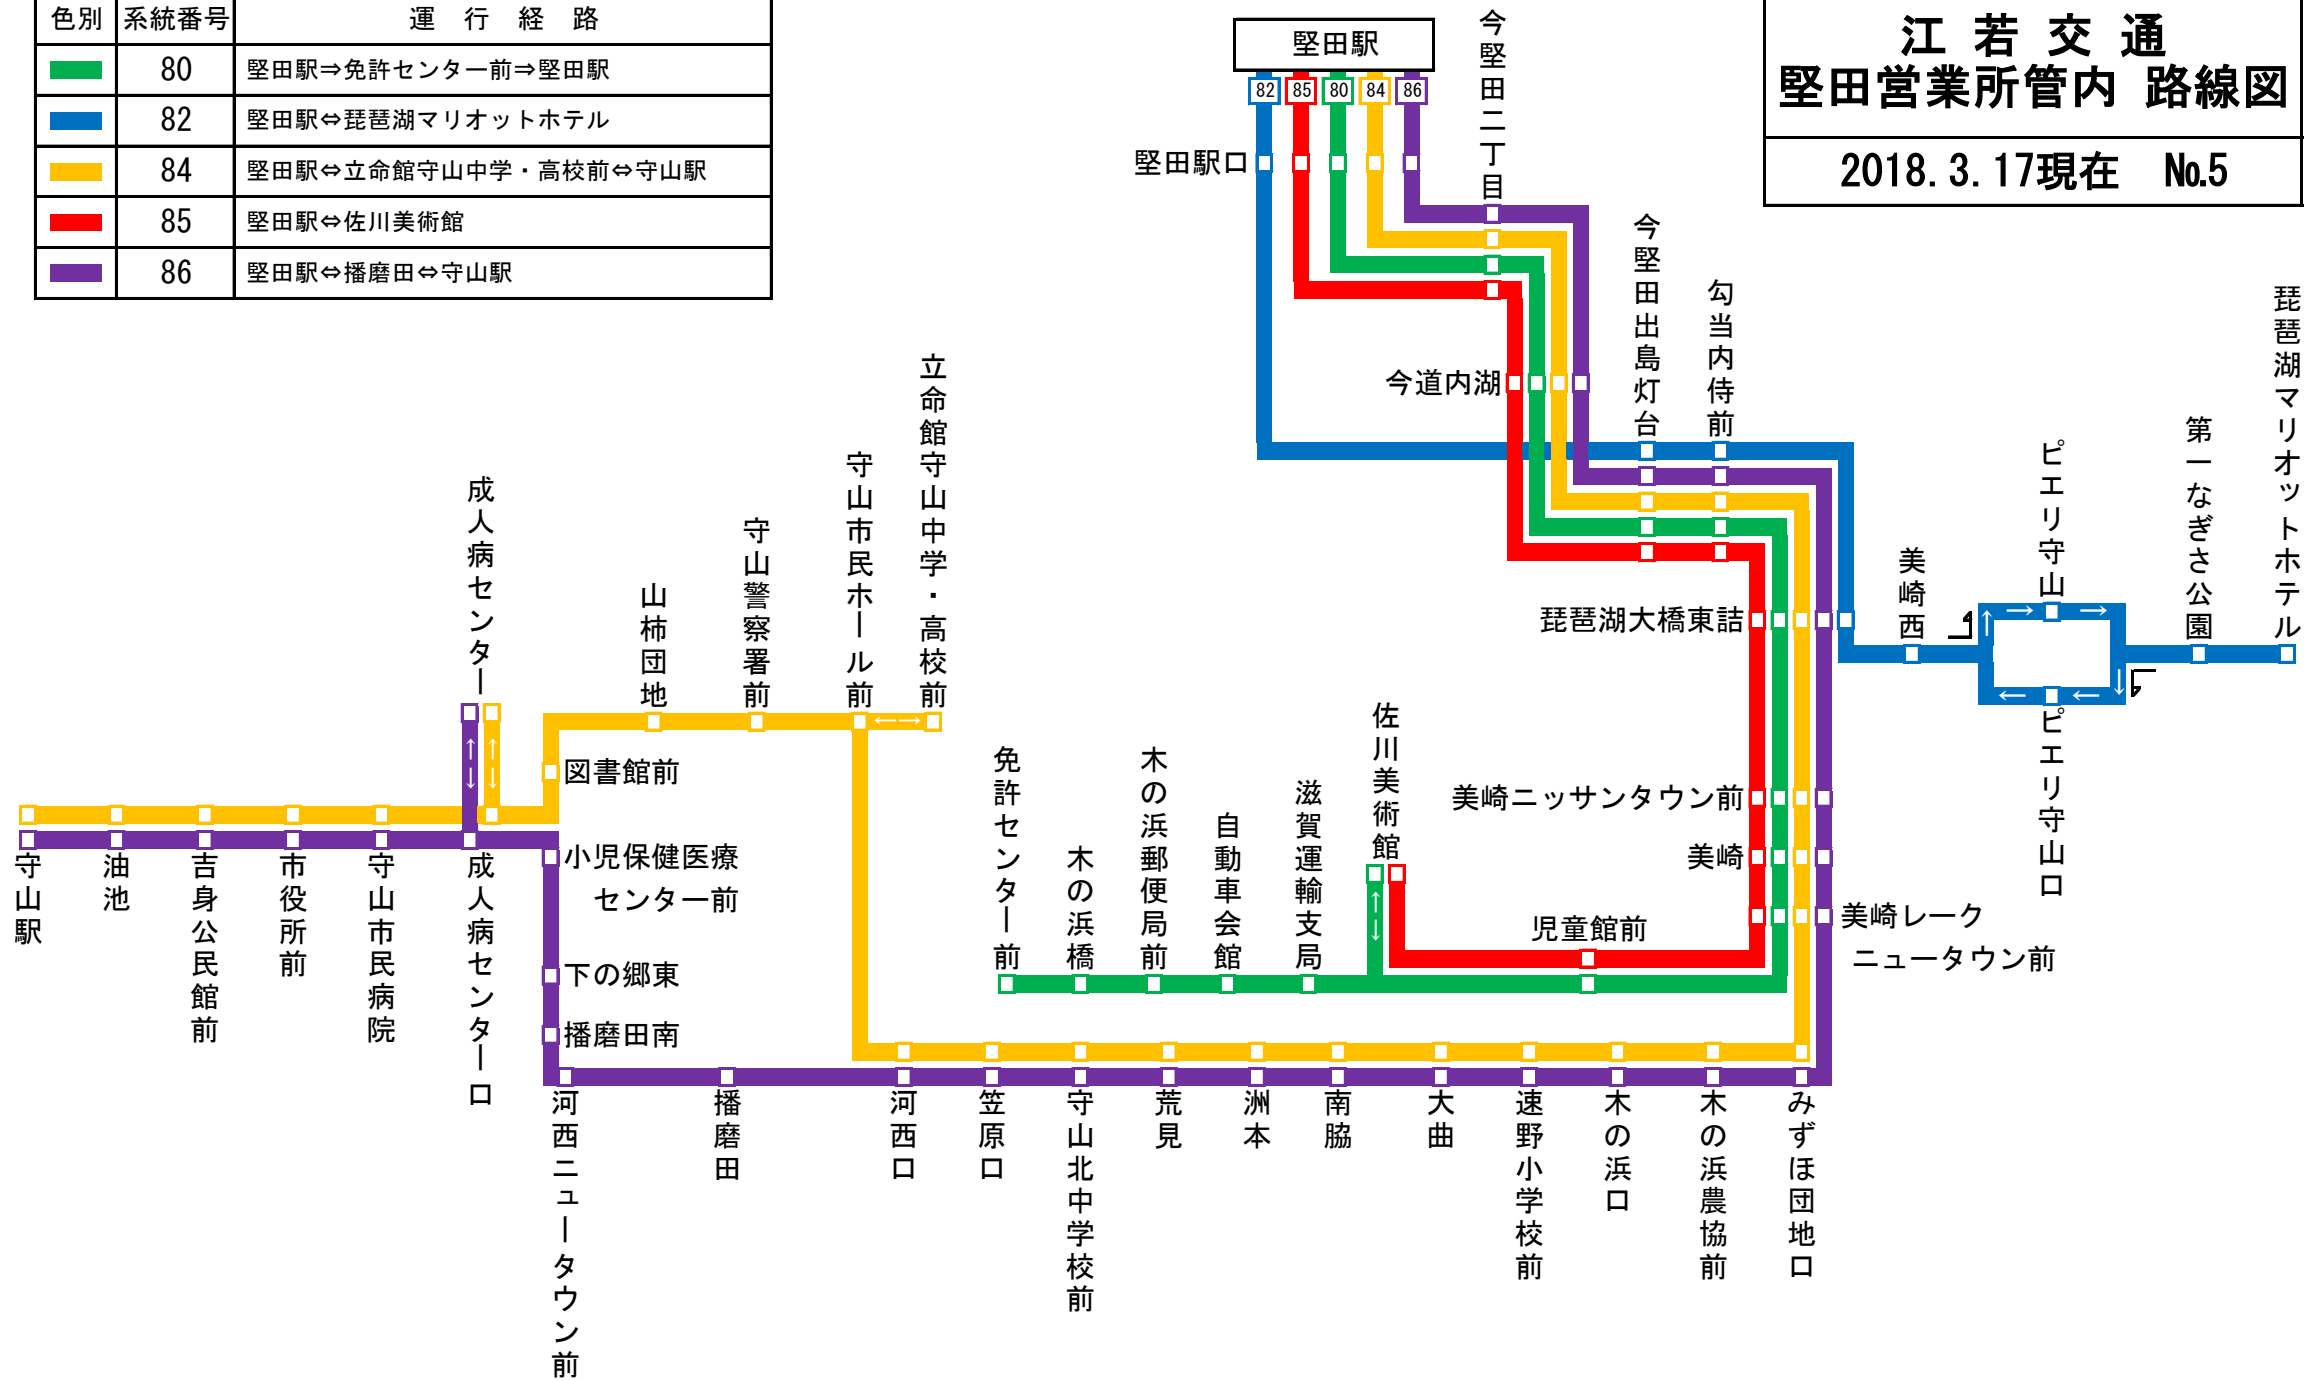 色別 系統番号 運行経路
80 堅田駅⇒免許センター前⇒堅田駅
82 堅田駅⇔琵琶湖マリオットホテル
84 堅田駅⇔立命館守山中学・高校前⇔守山駅
85 堅田駅⇔佐川美術館
86 堅田駅⇔播磨田⇔守山駅
江若交通
堅田営業所管内 路線図
2018.3.17現在 №5
堅田駅
82 85 80 84 86
堅田駅口
今堅田二丁目
今道内湖
今堅田出島灯台
勾当内侍前
琵琶湖大橋東詰
美崎西
ピエリ守山
ピエリ守山口
第一なぎさ公園
琵琶湖マリオットホテル
美崎ニッサンタウン前
美崎
美崎レーク
ニュータウン前
児童館前
佐川美術館
滋賀運輸支局
自動車会館
木の浜郵便局前
木の浜橋
免許センター前
立命館守山中学・高校前
守山市民ホール前
守山警察署前
山柿団地
図書館前
成人病センター
小児保健医療
センター前
下の郷東
播磨田南
守山駅
油池
吉身公民館前
市役所前
守山市民病院
成人病センター口
河西ニュータウン前
播磨田
河西口
笠原口
守山北中学校前
荒見
洲本
南脇
大曲
速野小学校前
木の浜口
木の浜農協前
みずほ団地口